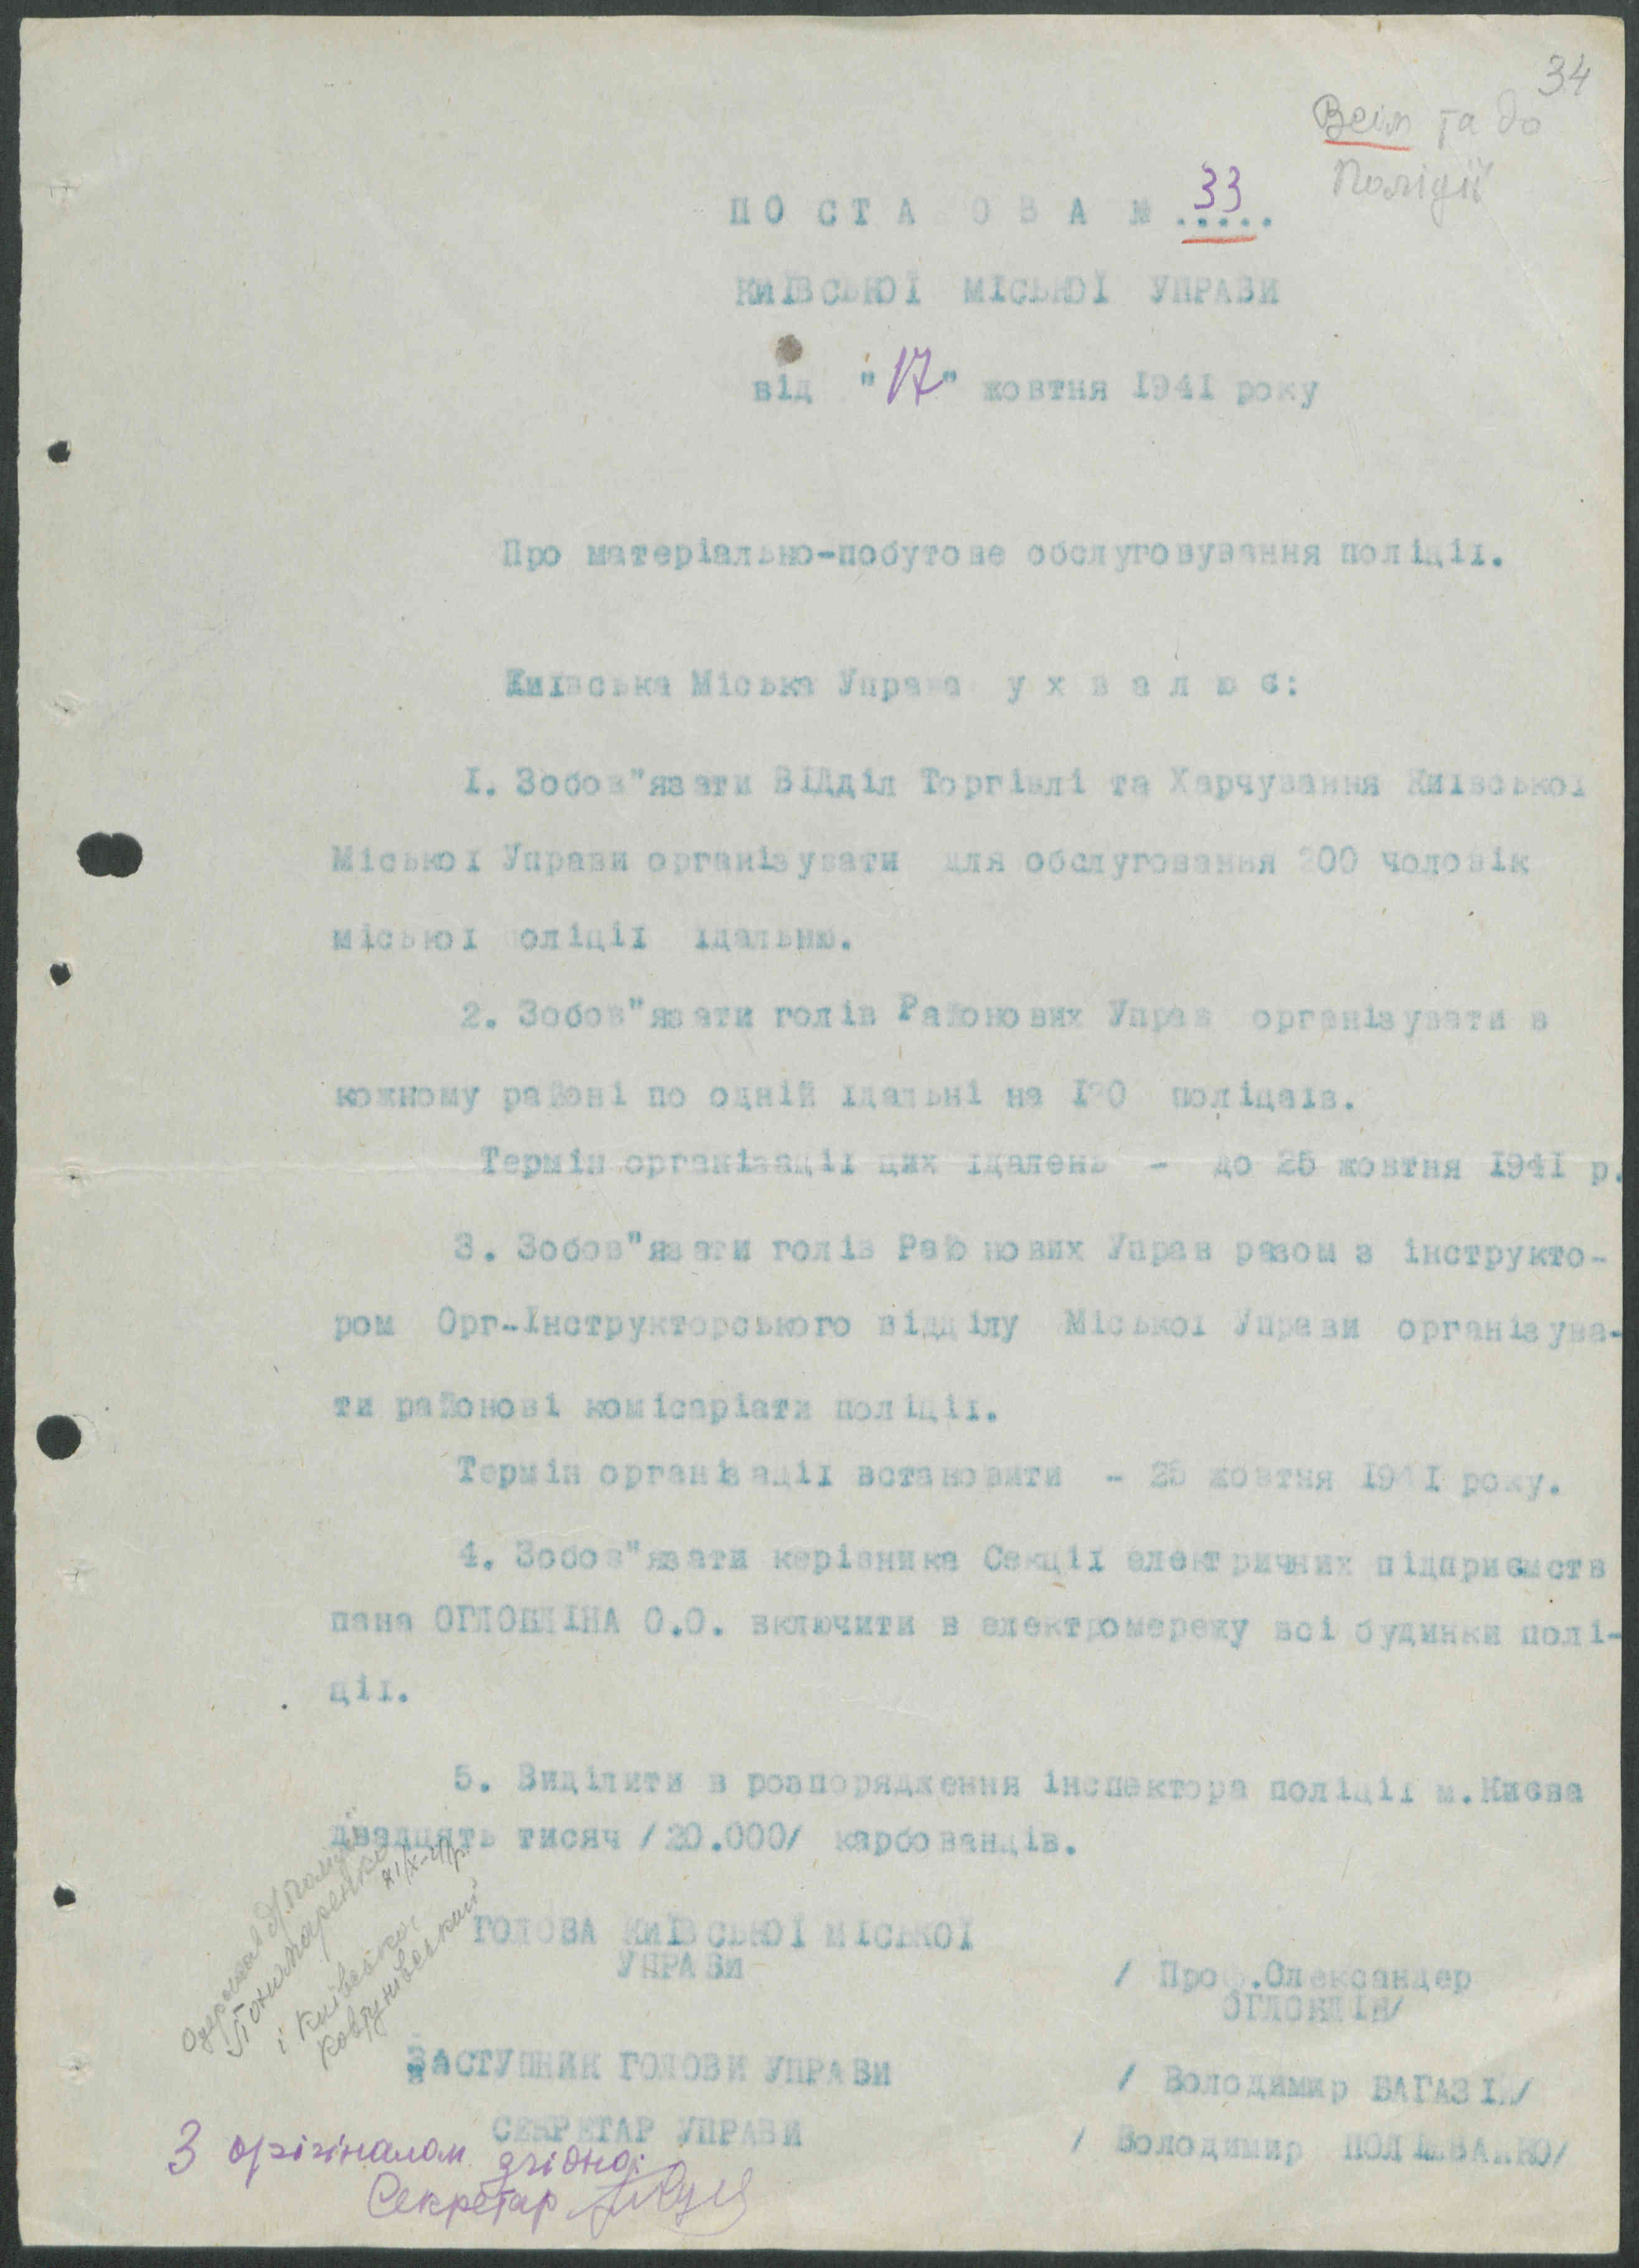 34
Всім та до
Поліції
ПОСТАНОВА № 33
КИЇВСЬКОЇ МІСЬКОЇ УПРАВИ
від "17" жовтня 1941 року
Про матеріально-побутове обслуговування поліції.
Київська Міська Управа ухвалює:
1. Зобов"язати ВІДділ Торгівлі та Харчування Київської
Міської Управи організувати для обслуговання 200 чоловік
міської поліції їдальню.
2. Зобов"язати голів Районових Управ організувати в
кожному районі по одній їдальні на поліцаїв.
Термін організації цих їдалень - до 25 жовтня 1941 р.
3. Зобов"язати голів Районових Управ разом з інструкто-
ром Орг-Інструкторського відділу Міської Управи організува-
ти районові комісаріати поліції.
Термін організації встановити - 25 жовтня 1941 року.
4. Зобов"язати керівника Секції електричних підприємств
пана ОГЛОБЛІНА О.О. включити в електромережу всі будинки полі-
ції.
5. Виділити в розпорядження інспектора поліції м.Києва
двадцять тисяч /20.000/ карбованців.
ГОЛОВА КИЇВСЬКОЇ МІСЬКОЇ
УПРАВИ
/ Проф.Олександер
ОГЛОБЛІН/
ЗАСТУПНИК ГОЛОВИ УПРАВИ
/ Володимир БАГАЗІЙ/
СЕКРЕТАР УПРАВИ
/ Володимир /
Одержав
З орігіналом згідно:
Секретар